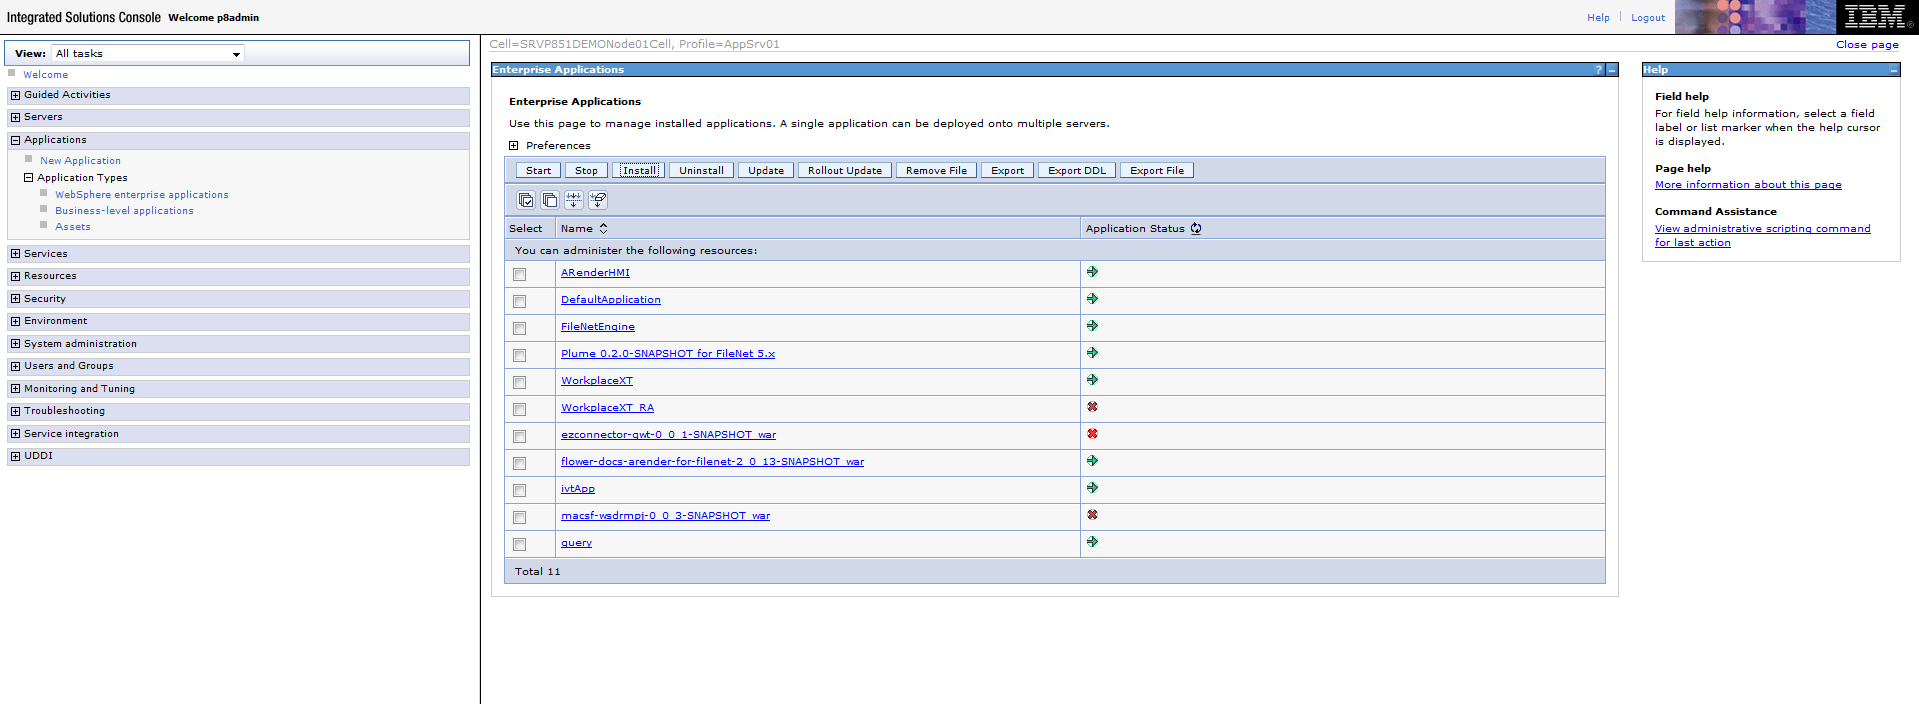 Integrated Solutions Console Welcome p8admin
Help Logout
IBM®
View: All tasks
Welcome
Guided Activities
Servers
Applications
New Application
Application Types
WebSphere enterprise applications
Business-level applications
Assets
Services
Resources
Security
Environment
System administration
Users and Groups
Monitoring and Tuning
Troubleshooting
Service integration
UDDI
Cell=SRVP851DEMONode01Cell, Profile=AppSrv01
Close page
Enterprise Applications ?
Enterprise Applications
Use this page to manage installed applications. A single application can be deployed onto multiple servers.
Preferences
Start Stop Install Uninstall Update Rollout Update Remove File Export Export DDL Export File
Select Name Application Status
You can administer the following resources:
ARenderHMI
DefaultApplication
FileNetEngine
Plume 0.2.0-SNAPSHOT for FileNet 5.x
WorkplaceXT
WorkplaceXT_RA
ezconnector-gwt-0_0_1-SNAPSHOT_war
flower-docs-arender-for-filenet-2_0_13-SNAPSHOT_war
ivtApp
macsf-wsdrmpj-0_0_3-SNAPSHOT_war
query
Total 11
Help
Field help
For field help information, select a field
label or list marker when the help cursor
is displayed.
Page help
More information about this page
Command Assistance
View administrative scripting command
for last action